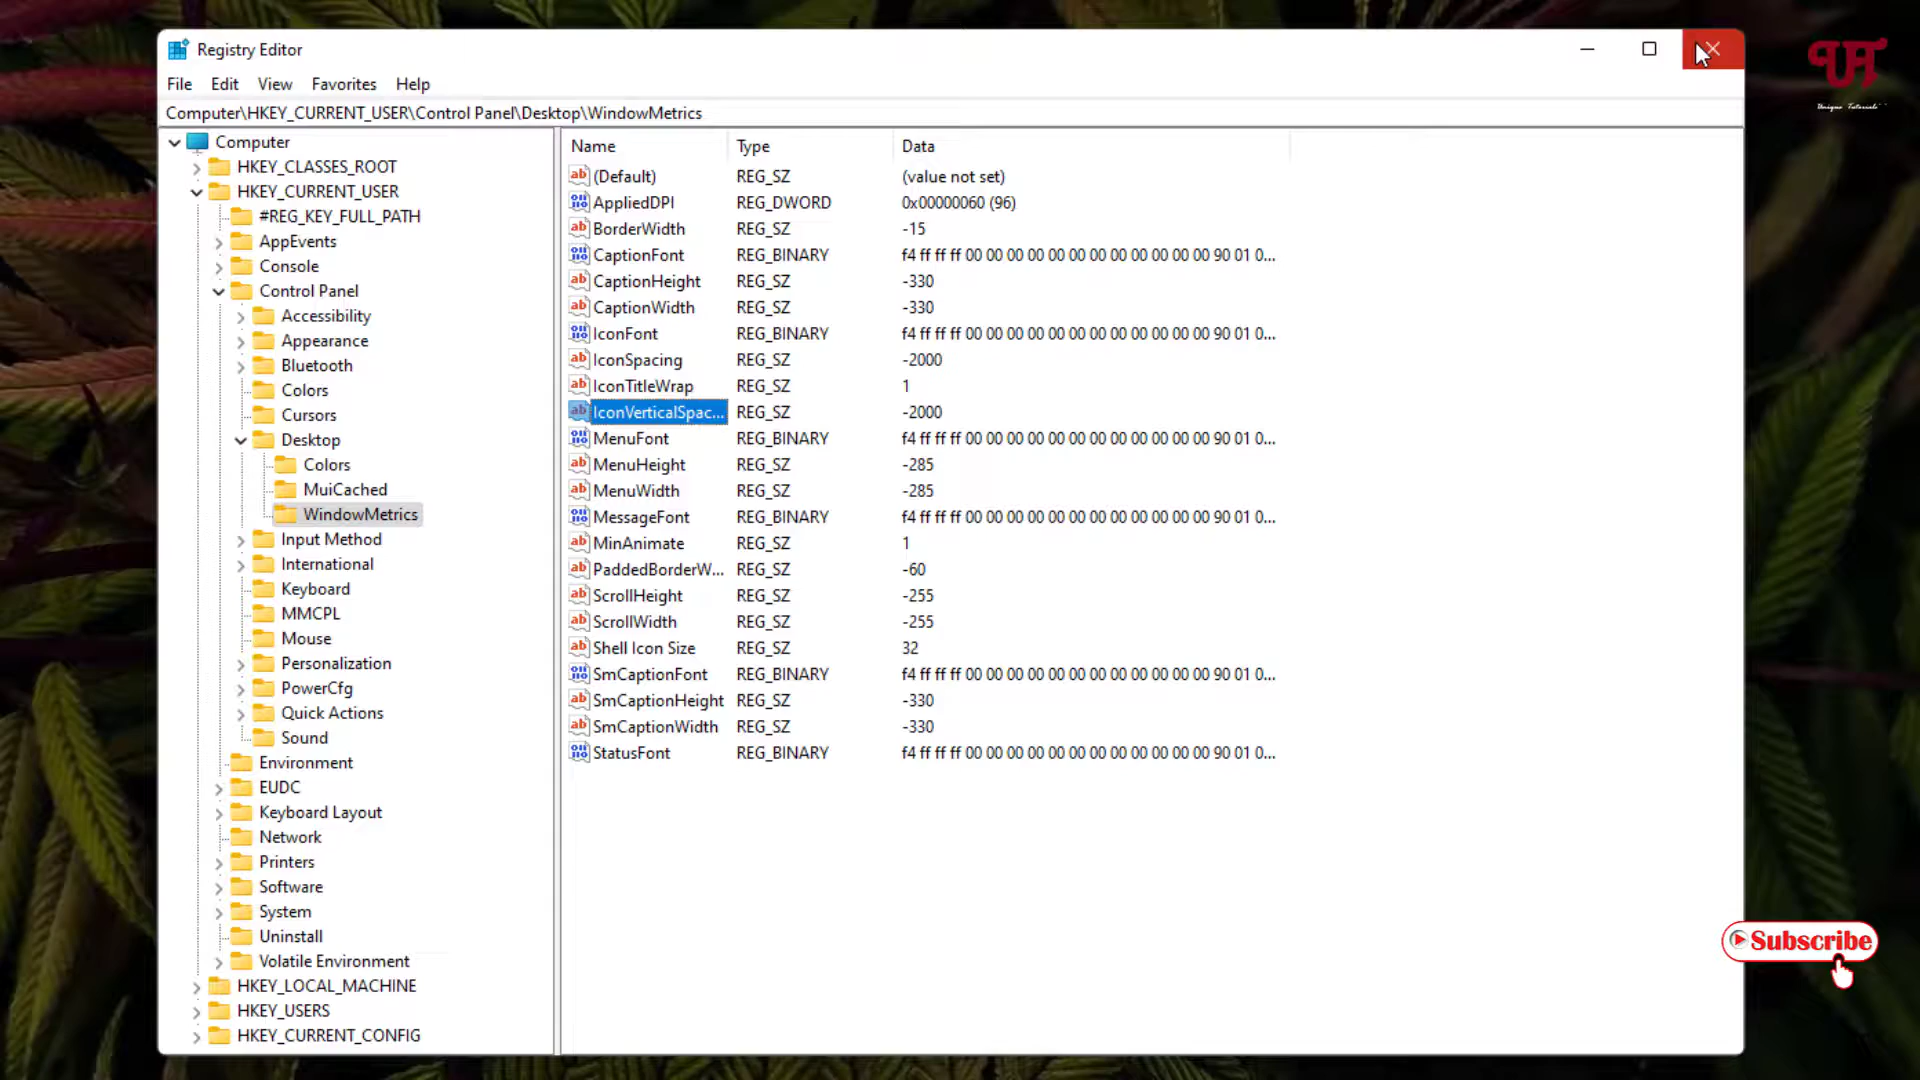 Registry Editor
File Edit View Favorites Help
Computer\HKEY_CURRENT_USER\Control Panel\Desktop\WindowMetrics
Computer
HKEY_CLASSES_ROOT
HKEY_CURRENT_USER
#REG_KEY_FULL_PATH
AppEvents
Console
Control Panel
Accessibility
Appearance
Bluetooth
Colors
Cursors
Desktop
Colors
MuiCached
WindowMetrics
Input Method
International
Keyboard
MMCPL
Mouse
Personalization
PowerCfg
Quick Actions
Sound
Environment
EUDC
Keyboard Layout
Network
Printers
Software
System
Uninstall
Volatile Environment
HKEY_LOCAL_MACHINE
HKEY_USERS
HKEY_CURRENT_CONFIG
Name Type Data
(Default) REG_SZ (value not set)
AppliedDPI REG_DWORD 0x00000060 (96)
BorderWidth REG_SZ -15
CaptionFont REG_BINARY f4 ff ff ff 00 00 00 00 00 00 00 00 00 00 00 00 90 01 0...
CaptionHeight REG_SZ -330
CaptionWidth REG_SZ -330
IconFont REG_BINARY f4 ff ff ff 00 00 00 00 00 00 00 00 00 00 00 00 90 01 0...
IconSpacing REG_SZ -2000
IconTitleWrap REG_SZ 1
IconVerticalSpac... REG_SZ -2000
MenuFont REG_BINARY f4 ff ff ff 00 00 00 00 00 00 00 00 00 00 00 00 90 01 0...
MenuHeight REG_SZ -285
MenuWidth REG_SZ -285
MessageFont REG_BINARY f4 ff ff ff 00 00 00 00 00 00 00 00 00 00 00 00 90 01 0...
MinAnimate REG_SZ 1
PaddedBorderW... REG_SZ -60
ScrollHeight REG_SZ -255
ScrollWidth REG_SZ -255
Shell Icon Size REG_SZ 32
SmCaptionFont REG_BINARY f4 ff ff ff 00 00 00 00 00 00 00 00 00 00 00 00 90 01 0...
SmCaptionHeight REG_SZ -330
SmCaptionWidth REG_SZ -330
StatusFont REG_BINARY f4 ff ff ff 00 00 00 00 00 00 00 00 00 00 00 00 90 01 0...
UT
Unique Tutorials
Subscribe